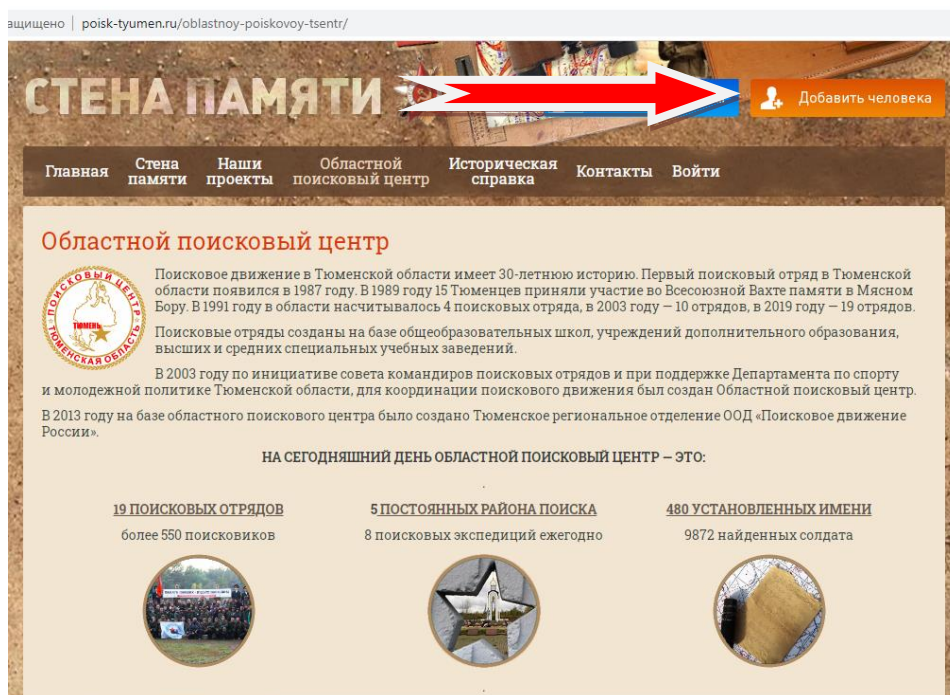 ащищено | poisk-tyumen.ru/oblastnoy-poiskovoy-tsentr/
СТЕНА ПАМЯТИ
Добавить человека
Главная
Стена
памяти
Наши
проекты
Областной
поисковый центр
Историческая
справка
Контакты
Войти
Областной поисковый центр
ПОИСКОВЫЙ ЦЕНТР
ТЮМЕНЬ
ТЮМЕНСКАЯ ОБЛАСТЬ
Поисковое движение в Тюменской области имеет 30-летнюю историю. Первый поисковый отряд в Тюменской
области появился в 1987 году. В 1989 году 15 Тюменцев приняли участие во Всесоюзной Вахте памяти в Мясном
Бору. В 1991 году в области насчитывалось 4 поисковых отряда, в 2003 году — 10 отрядов, в 2019 году — 19 отрядов.
Поисковые отряды созданы на базе общеобразовательных школ, учреждений дополнительного образования,
высших и средних специальных учебных заведений.
В 2003 году по инициативе совета командиров поисковых отрядов и при поддержке Департамента по спорту
и молодежной политике Тюменской области, для координации поискового движения был создан Областной поисковый центр.
В 2013 году на базе областного поискового центра было создано Тюменское региональное отделение ООД «Поисковое движение
России».
НА СЕГОДНЯШНИЙ ДЕНЬ ОБЛАСТНОЙ ПОИСКОВЫЙ ЦЕНТР — ЭТО:
.
19 ПОИСКОВЫХ ОТРЯДОВ
более 550 поисковиков
5 ПОСТОЯННЫХ РАЙОНА ПОИСКА
8 поисковых экспедиций ежегодно
480 УСТАНОВЛЕННЫХ ИМЕНИ
9872 найденных солдата
.